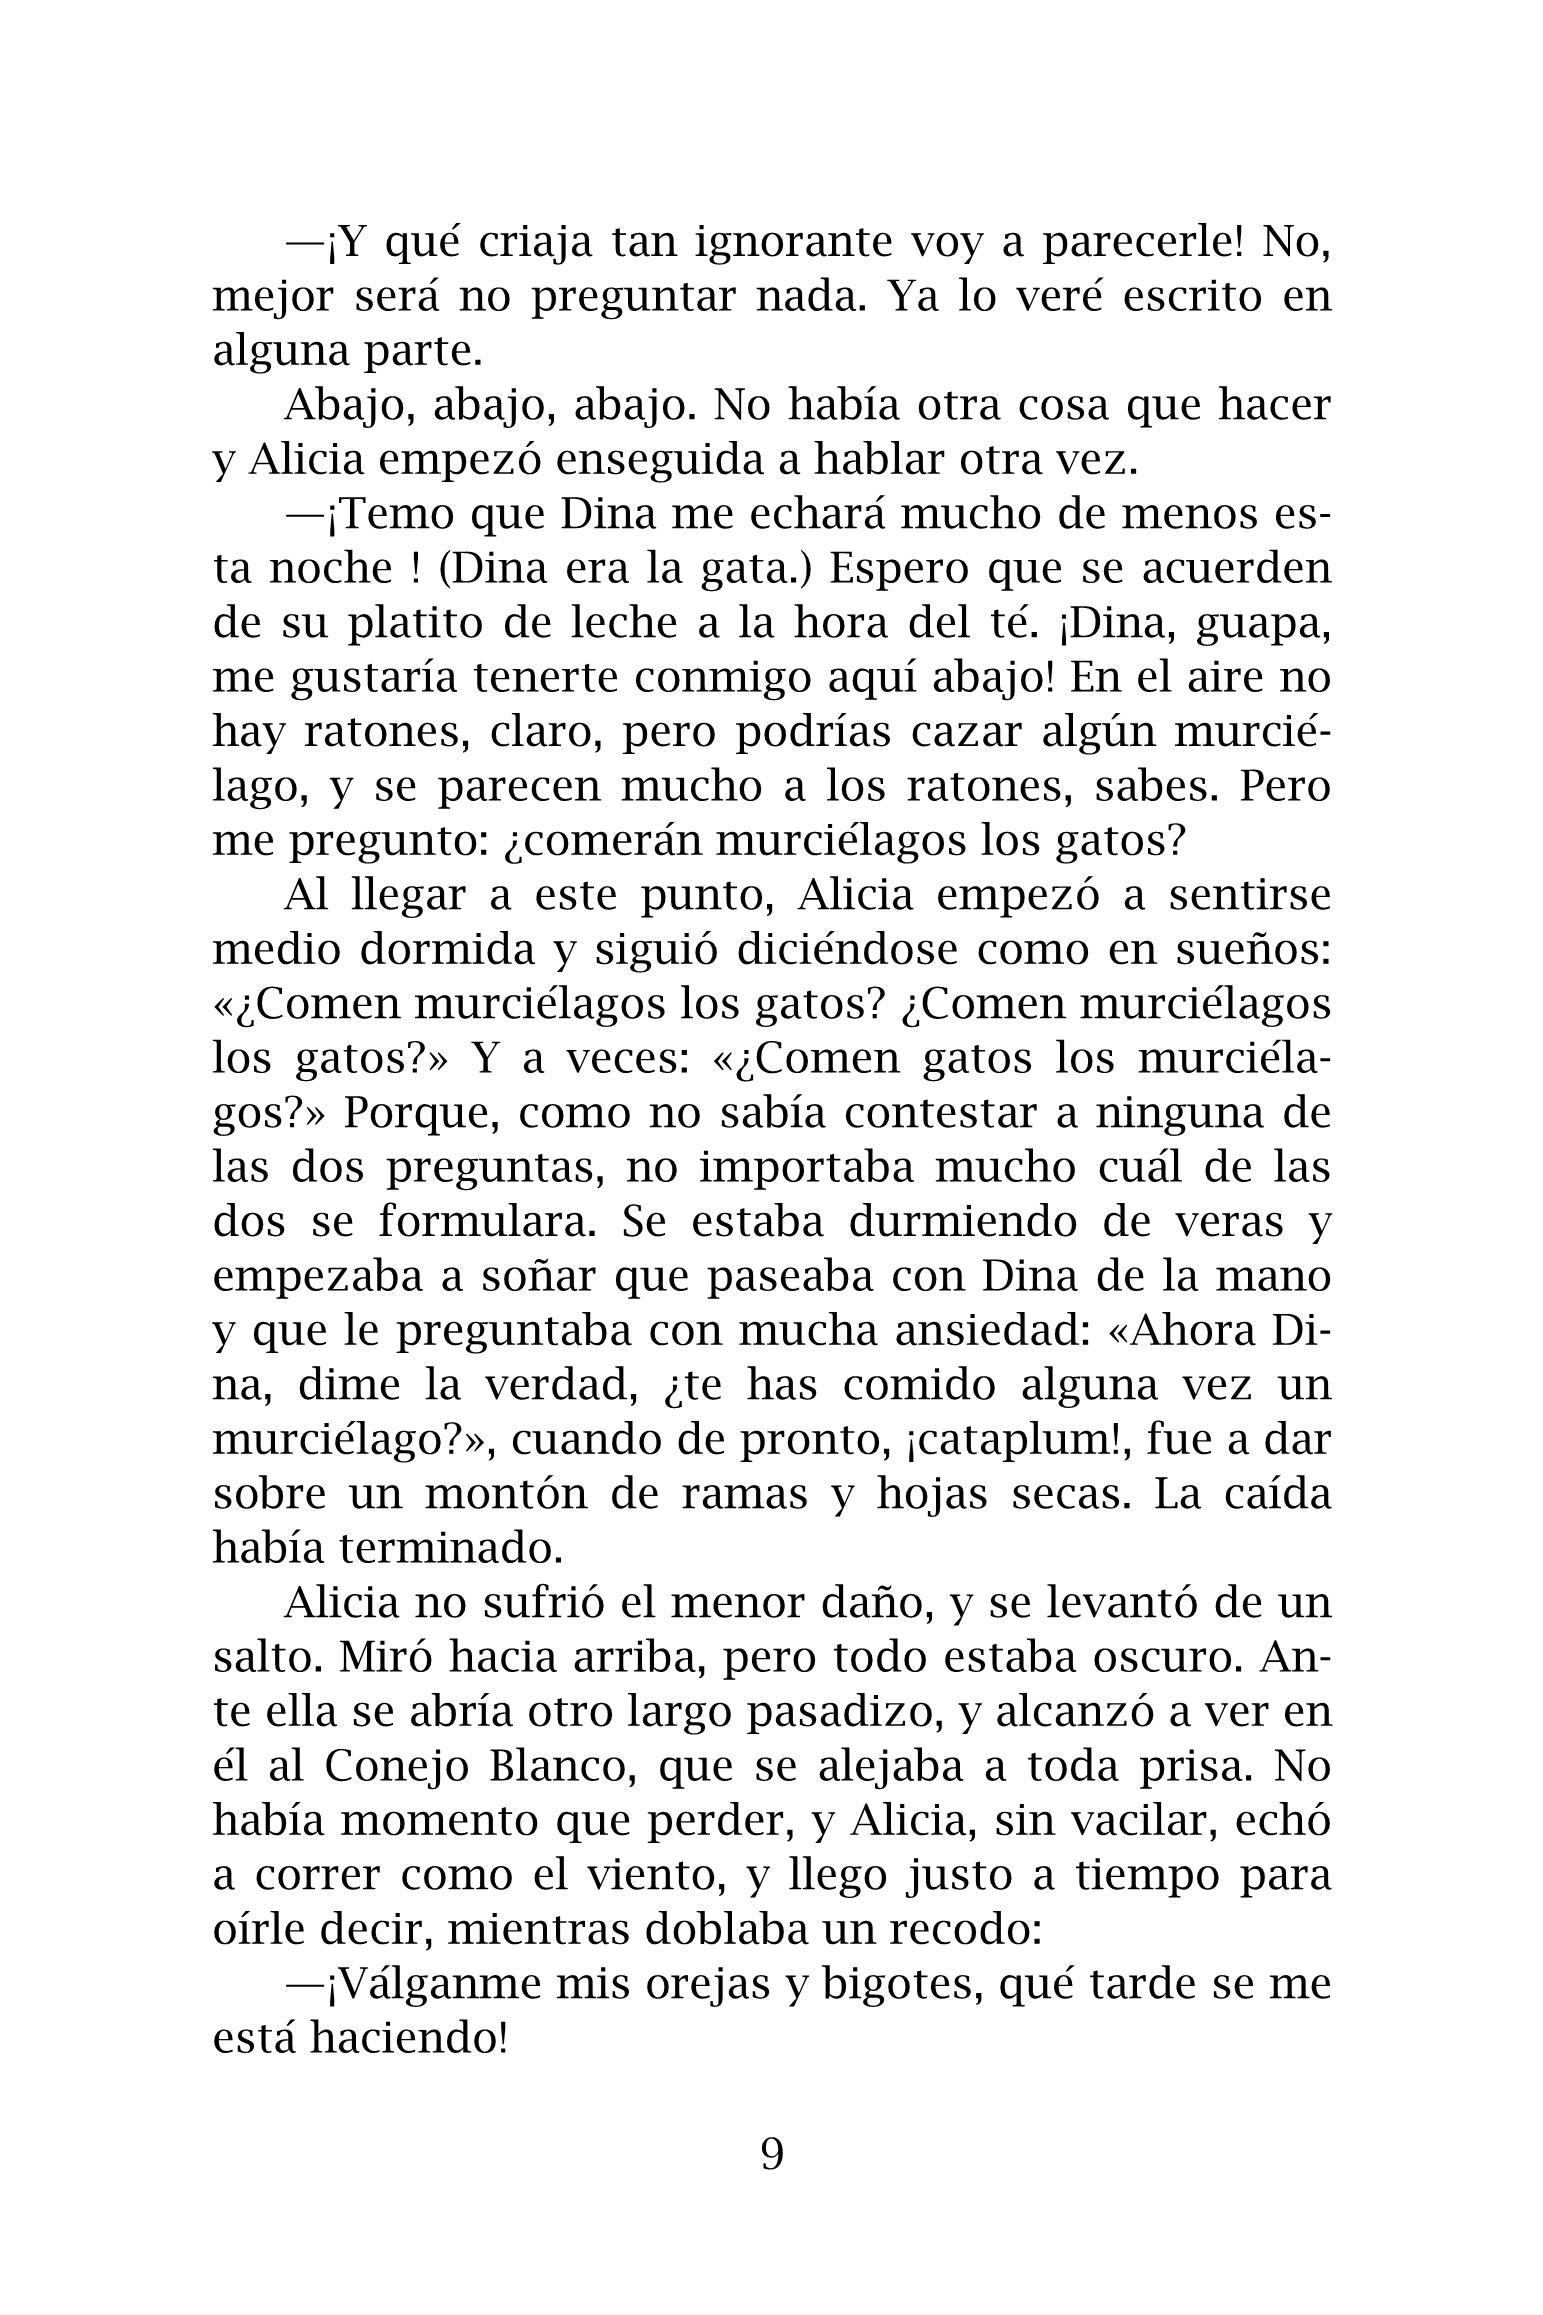 —¡Y qué criaja tan ignorante voy a parecerle! No,
mejor será no preguntar nada. Ya lo veré escrito en
alguna parte.
Abajo, abajo, abajo. No había otra cosa que hacer
y Alicia empezó enseguida a hablar otra vez.
—¡Temo que Dina me echará mucho de menos es-
ta noche ! (Dina era la gata.) Espero que se acuerden
de su platito de leche a la hora del té. ¡Dina, guapa,
me gustaría tenerte conmigo aquí abajo! En el aire no
hay ratones, claro, pero podrías cazar algún murcié-
lago, y se parecen mucho a los ratones, sabes. Pero
me pregunto: ¿comerán murciélagos los gatos?
Al llegar a este punto, Alicia empezó a sentirse
medio dormida y siguió diciéndose como en sueños:
«¿Comen murciélagos los gatos? ¿Comen murciélagos
los gatos?» Y a veces: «¿Comen gatos los murciéla-
gos?» Porque, como no sabía contestar a ninguna de
las dos preguntas, no importaba mucho cuál de las
dos se formulara. Se estaba durmiendo de veras y
empezaba a soñar que paseaba con Dina de la mano
y que le preguntaba con mucha ansiedad: «Ahora Di-
na, dime la verdad, ¿te has comido alguna vez un
murciélago?», cuando de pronto, ¡cataplum!, fue a dar
sobre un montón de ramas y hojas secas. La caída
había terminado.
Alicia no sufrió el menor daño, y se levantó de un
salto. Miró hacia arriba, pero todo estaba oscuro. An-
te ella se abría otro largo pasadizo, y alcanzó a ver en
él al Conejo Blanco, que se alejaba a toda prisa. No
había momento que perder, y Alicia, sin vacilar, echó
a correr como el viento, y llego justo a tiempo para
oírle decir, mientras doblaba un recodo:
—¡Válganme mis orejas y bigotes, qué tarde se me
está haciendo!
9